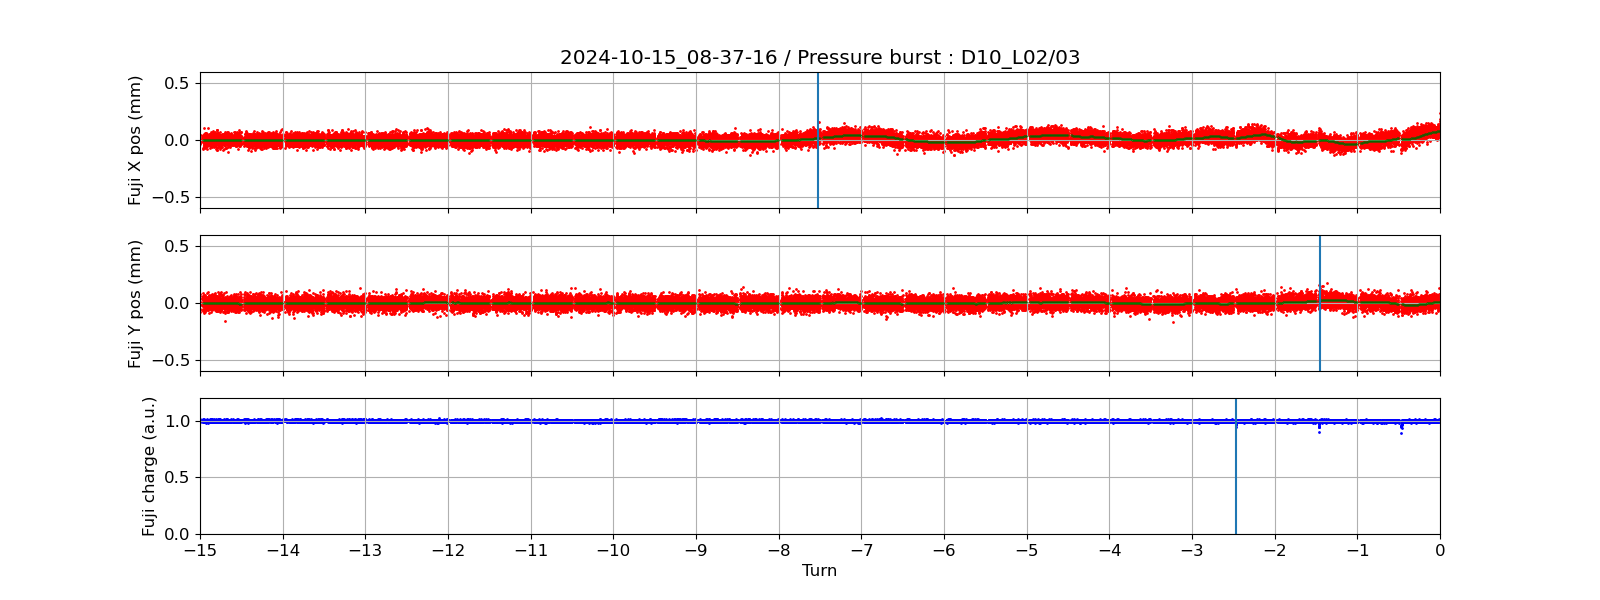 2024-10-15_08-37-16 / Pressure burst : D10_L02/03
Fuji X pos (mm)
0.5
0.0
−0.5
Fuji Y pos (mm)
0.5
0.0
−0.5
Fuji charge (a.u.)
1.0
0.5
0.0
−15 −14 −13 −12 −11 −10 −9 −8 −7 −6 −5 −4 −3 −2 −1 0
Turn